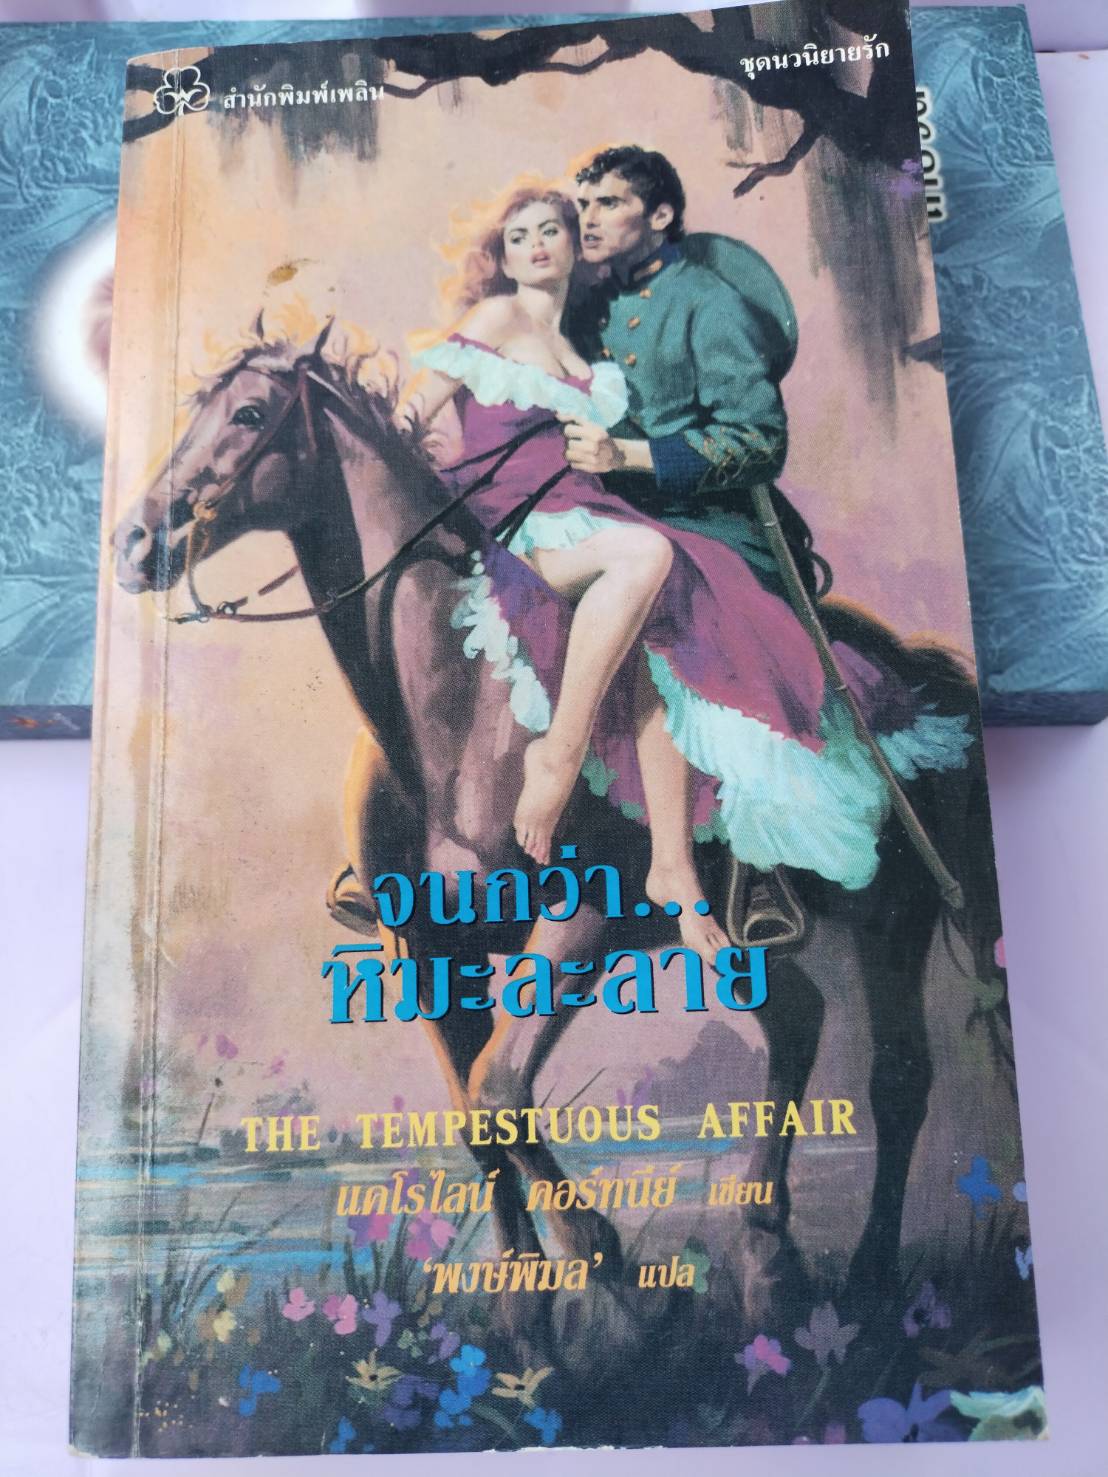 สำนักพิมพ์เพลิน
ชุดนวนิยายรัก
จนกว่า...
หิมะละลาย
THE TEMPESTUOUS AFFAIR
แคโรไลน์ คอร์ทนีย์ เขียน
'พงษ์พิมล' แปล